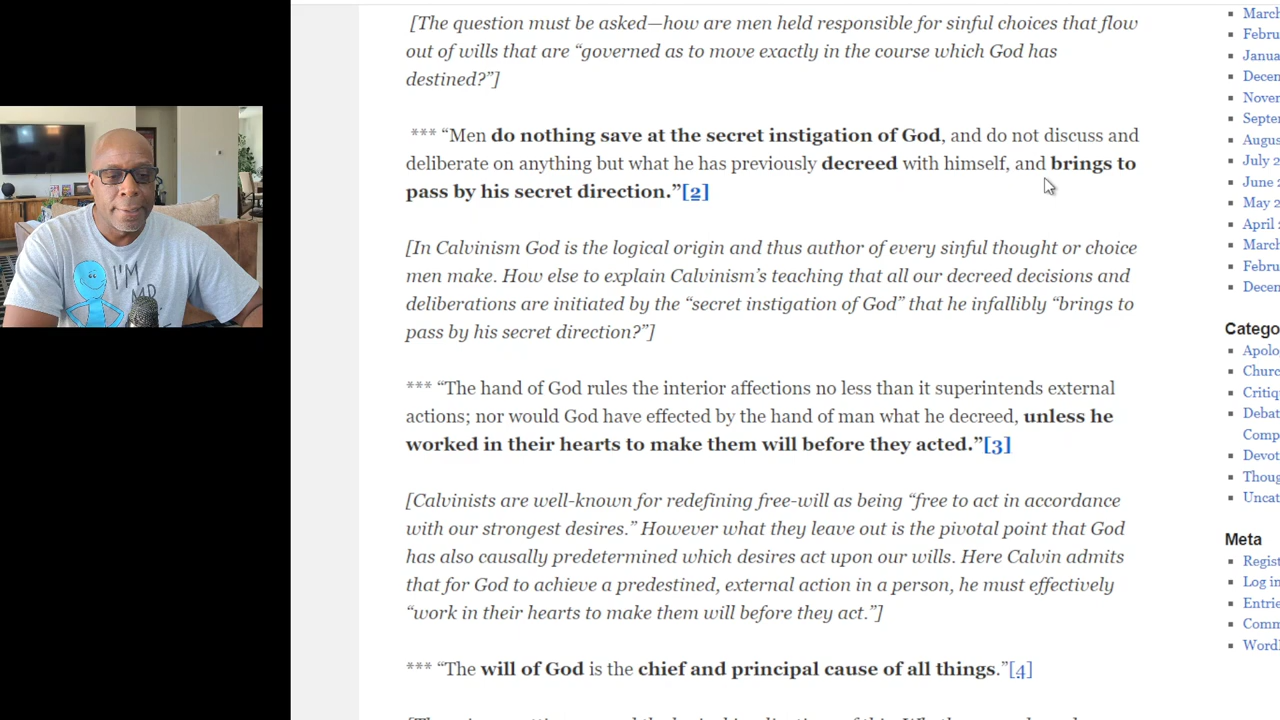 [The question must be asked—how are men held responsible for sinful choices that flow
out of wills that are “governed as to move exactly in the course which God has
destined?”]
*** “Men do nothing save at the secret instigation of God, and do not discuss and
deliberate on anything but what he has previously decreed with himself, and brings to
pass by his secret direction.”[2]
[In Calvinism God is the logical origin and thus author of every sinful thought or choice
men make. How else to explain Calvinism’s teaching that all our decreed decisions and
deliberations are initiated by the “secret instigation of God” that he infallibly “brings to
pass by his secret direction?”]
*** “The hand of God rules the interior affections no less than it superintends external
actions; nor would God have effected by the hand of man what he decreed, unless he
worked in their hearts to make them will before they acted.”[3]
[Calvinists are well-known for redefining free-will as being “free to act in accordance
with our strongest desires.” However what they leave out is the pivotal point that God
has also causally predetermined which desires act upon our wills. Here Calvin admits
that for God to achieve a predestined, external action in a person, he must effectively
“work in their hearts to make them will before they act.”]
*** “The will of God is the chief and principal cause of all things.”[4]
March
Febru
Janua
Decem
Nove
Septe
Augus
July 2
June 2
May 2
April
March
Febru
Decem
Catego
Apolo
Churc
Critiq
Debat
Comp
Devot
Thoug
Uncat
Meta
Regist
Log in
Entrie
Comm
WordI
I'M
MR